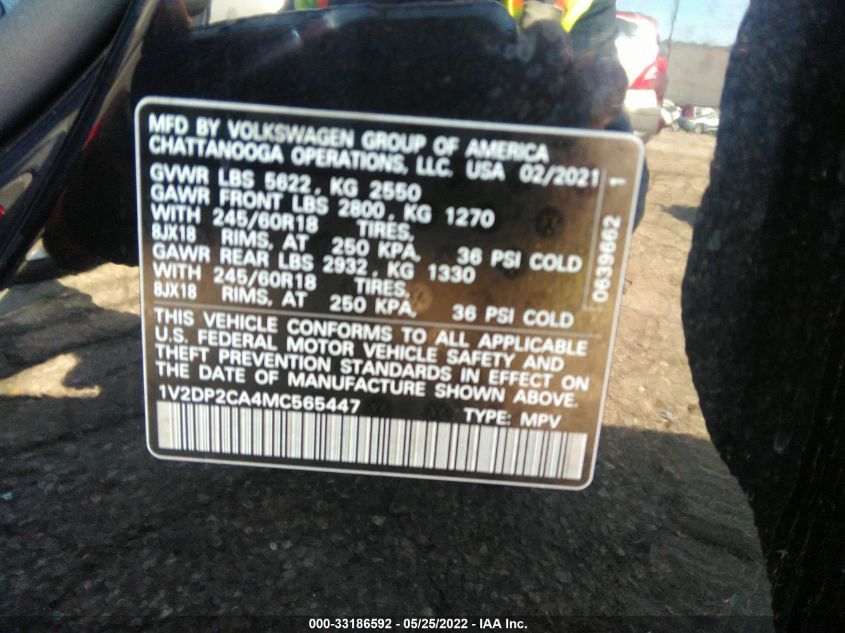 MFD BY VOLKSWAGEN GROUP OF AMERICA
CHATTANOOGA OPERATIONS, LLC. USA 02/2021
GVWR LBS 5622, KG 2550
GAWR FRONT LBS 2800, KG 1270
WITH 245/60R18 TIRES,
8JX18 RIMS, AT 250 KPA, 36 PSI COLD
GAWR REAR LBS 2932, KG 1330
WITH 245/60R18 TIRES,
8JX18 RIMS, AT 250 KPA, 36 PSI COLD
0639862 1
THIS VEHICLE CONFORMS TO ALL APPLICABLE
U.S. FEDERAL MOTOR VEHICLE SAFETY AND
THEFT PREVENTION STANDARDS IN EFFECT ON
THE DATE OF MANUFACTURE SHOWN ABOVE.
1V2DP2CA4MC565447 TYPE: MPV
000-33186592 - 05/25/2022 - IAA Inc.